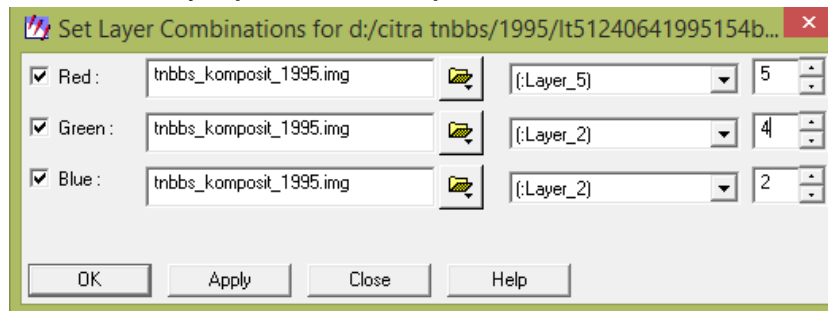 Set Layer Combinations for d:/citra tnbbs/1995/lt51240641995154b...
Red : tnbbs_komposit_1995.img (:Layer_5) 5
Green : tnbbs_komposit_1995.img (:Layer_2) 4
Blue : tnbbs_komposit_1995.img (:Layer_2) 2
OK Apply Close Help